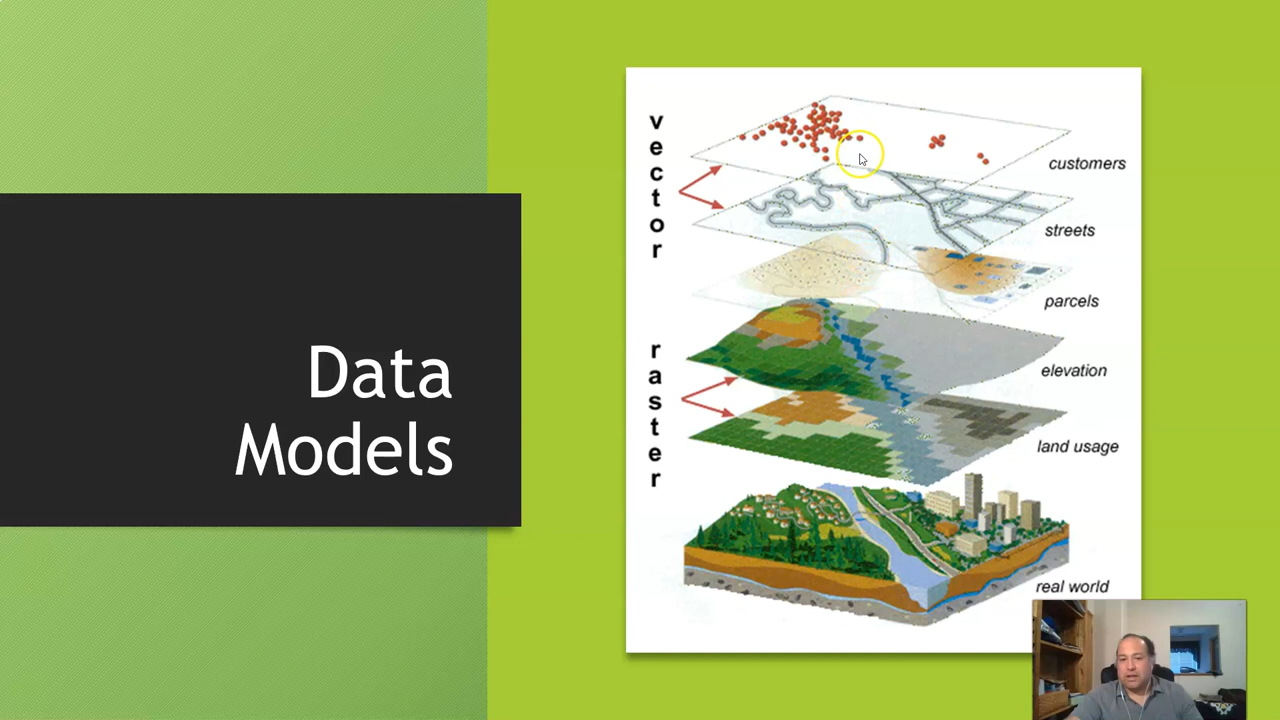 Data
Models
vector
customers
streets
parcels
raster
elevation
land usage
real world